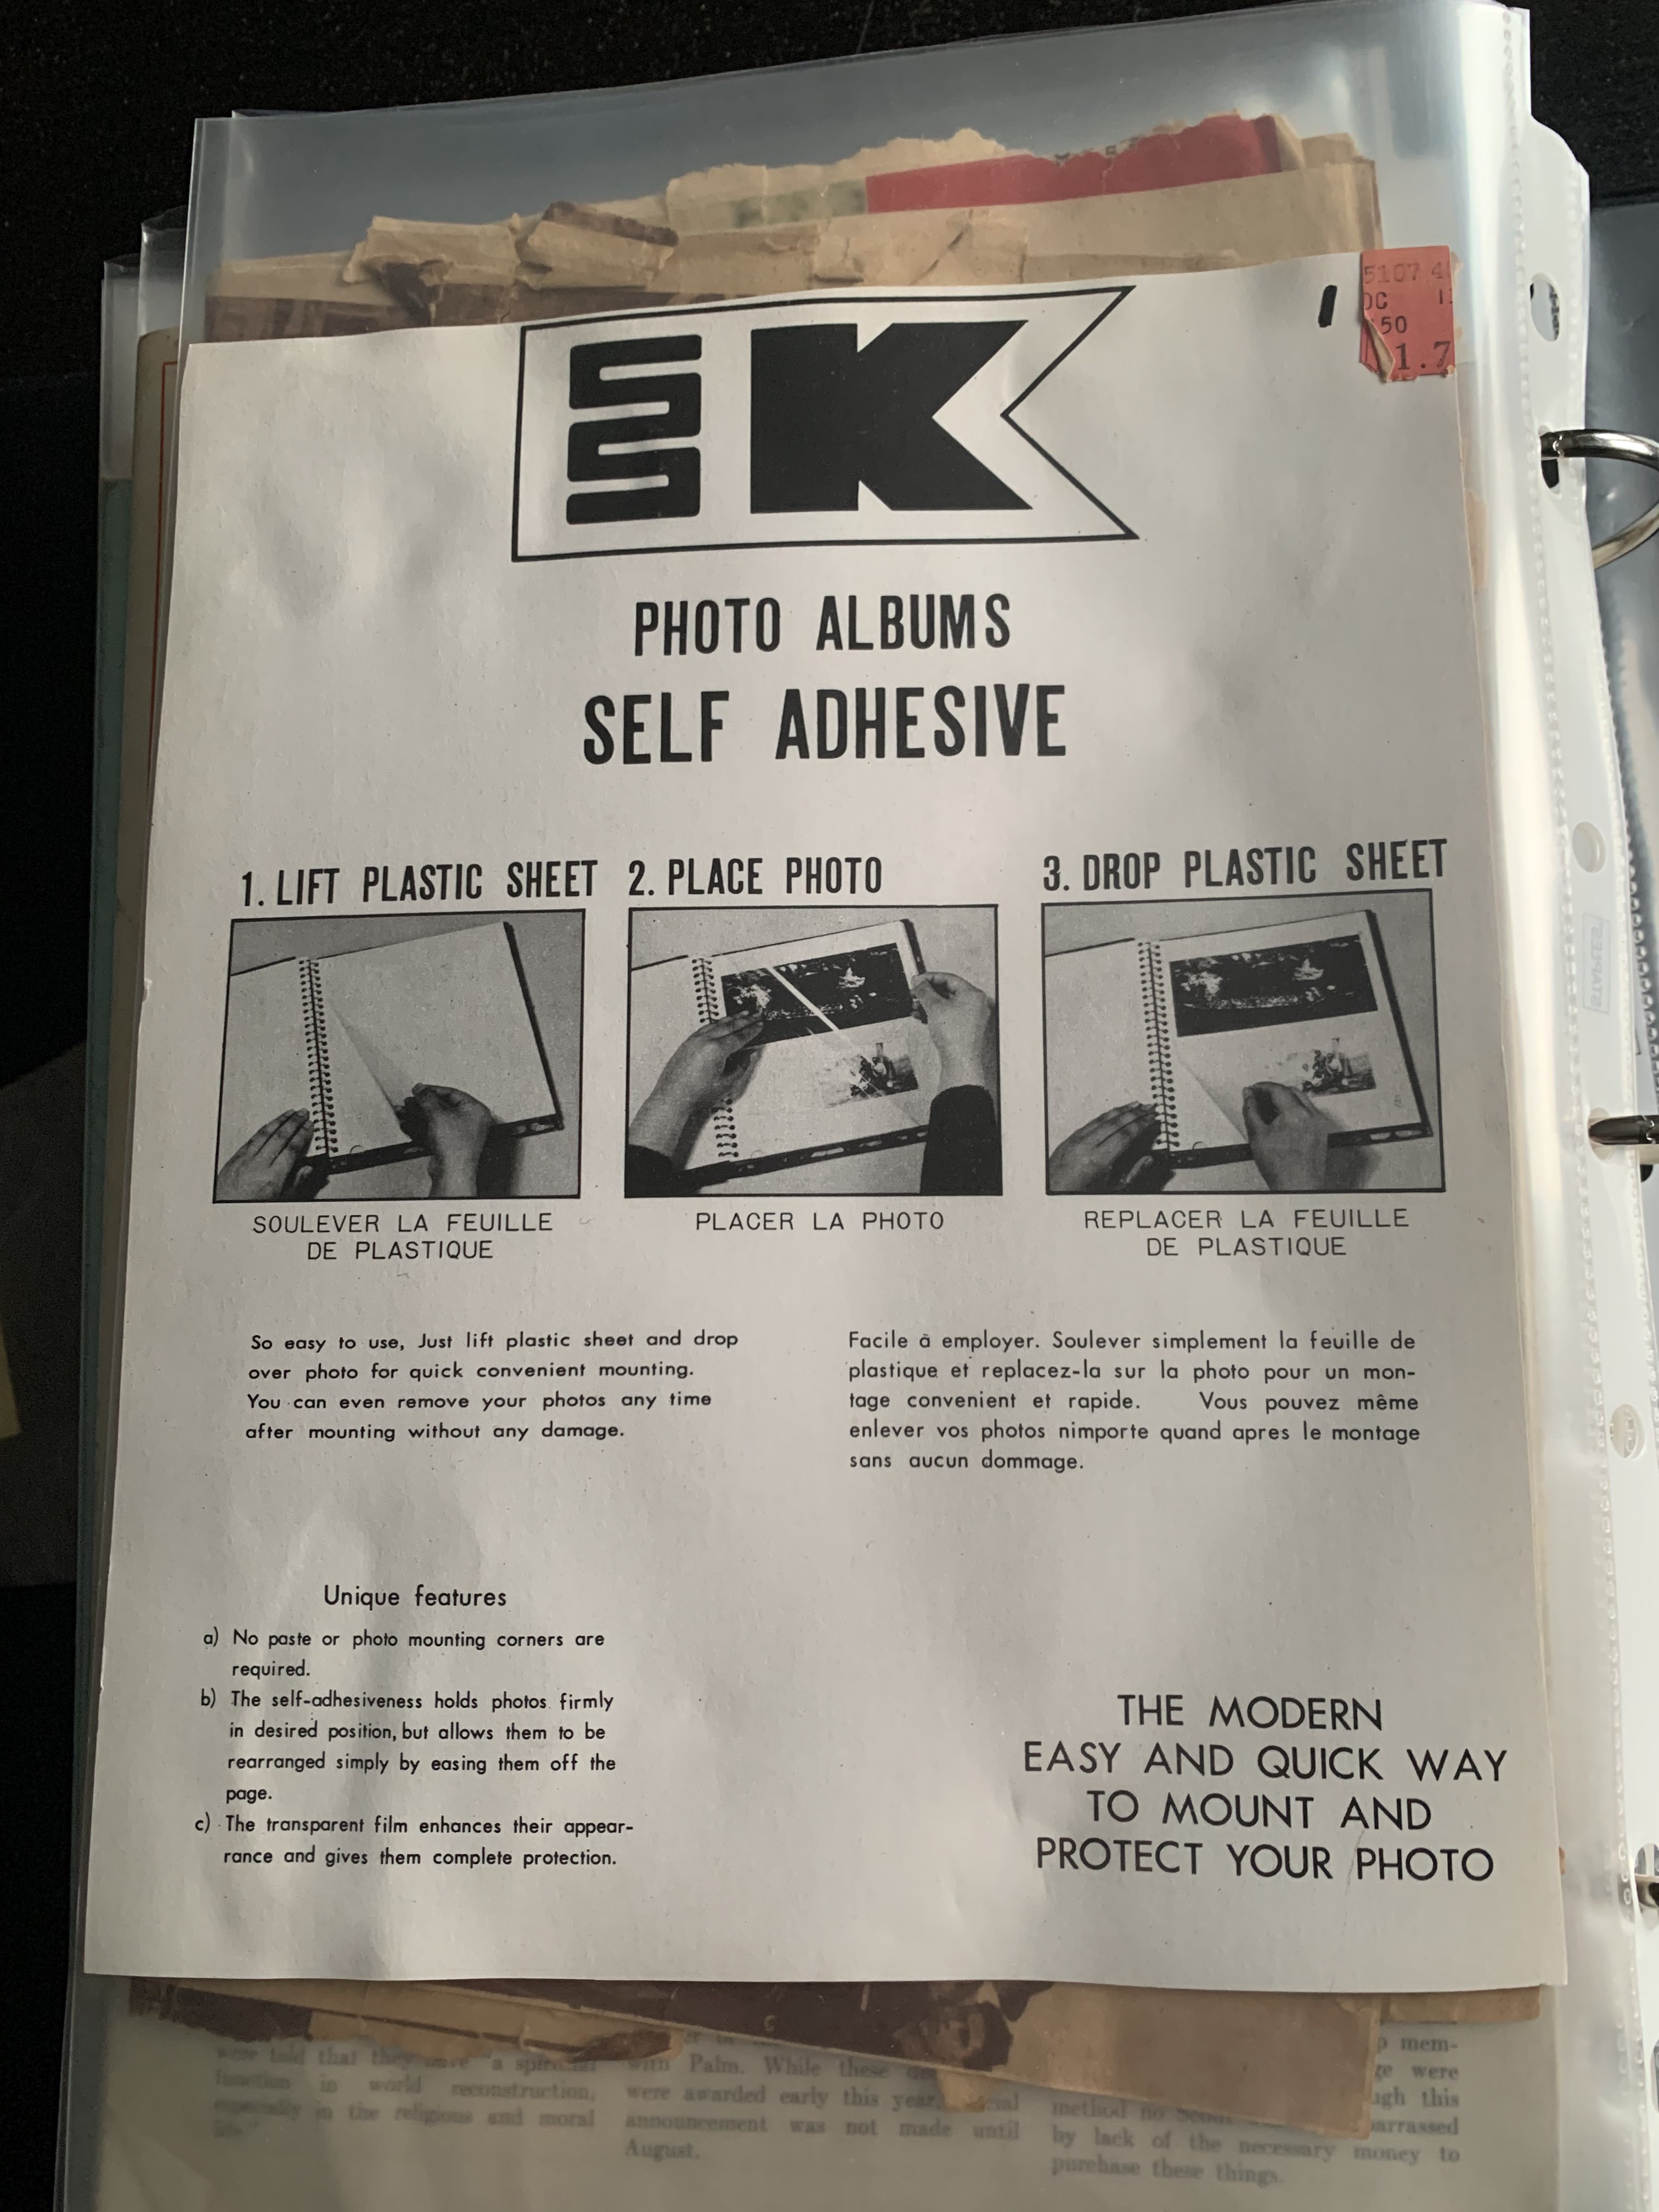 5107 4
DC 1
50
1.7
SK
PHOTO ALBUMS
SELF ADHESIVE
1. LIFT PLASTIC SHEET
2. PLACE PHOTO
3. DROP PLASTIC SHEET
SOULEVER LA FEUILLE
DE PLASTIQUE
PLACER LA PHOTO
REPLACER LA FEUILLE
DE PLASTIQUE
So easy to use, Just lift plastic sheet and drop
over photo for quick convenient mounting.
You can even remove your photos any time
after mounting without any damage.
Facile à employer. Soulever simplement la feuille de
plastique et replacez-la sur la photo pour un mon-
tage convenient et rapide. Vous pouvez même
enlever vos photos nimporte quand apres le montage
sans aucun dommage.
Unique features
a) No paste or photo mounting corners are
required.
b) The self-adhesiveness holds photos firmly
in desired position, but allows them to be
rearranged simply by easing them off the
page.
c) The transparent film enhances their appear-
rance and gives them complete protection.
THE MODERN
EASY AND QUICK WAY
TO MOUNT AND
PROTECT YOUR PHOTO
were told that they have a spiritual
function in world reconstruction,
especially in the religious and moral
life"
with Palm. While these
were awarded early this year,
announcement was not made until
August.
mem-
were
this
method no
by lack of the necessary money to
purchase these things.